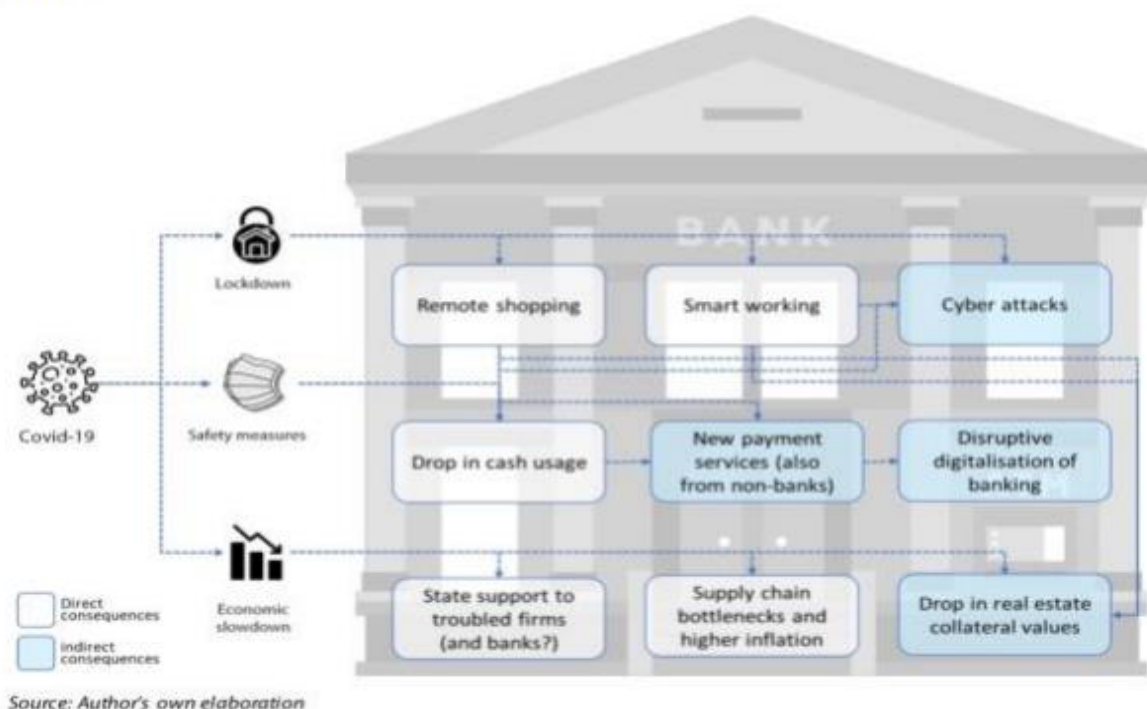 BANK
Lockdown
Remote shopping
Smart working
Cyber attacks
Covid-19
Safety measures
Drop in cash usage
New payment
services (also
from non-banks)
Disruptive
digitalisation of
banking
Economic
slowdown
State support to
troubled firms
(and banks?)
Supply chain
bottlenecks and
higher inflation
Drop in real estate
collateral values
Direct
consequences
Indirect
consequences
Source: Author's own elaboration